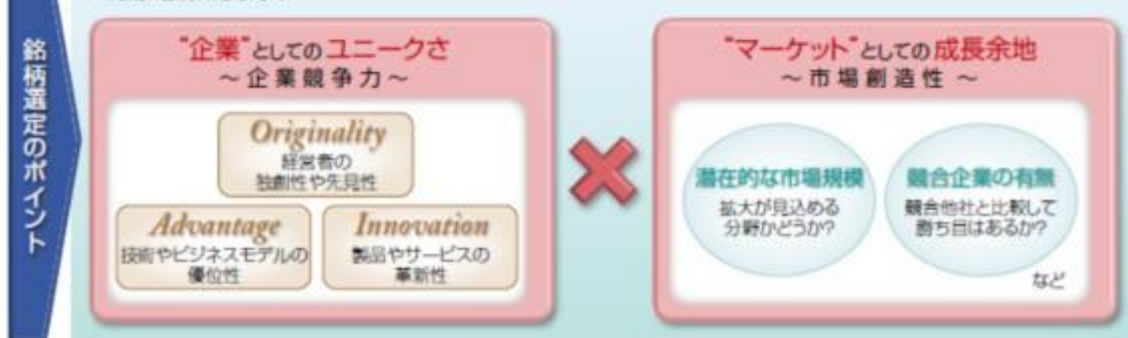 銘柄選定のポイント
"企業"としてのユニークさ
～企業競争力～
Originality
経営者の
独創性や先見性
Advantage
技術やビジネスモデルの
優位性
Innovation
製品やサービスの
革新性
"マーケット"としての成長余地
～市場創造性～
潜在的な市場規模
拡大が見込める
分野かどうか?
競合企業の有無
競合他社と比較して
勝ち目はあるか?
など